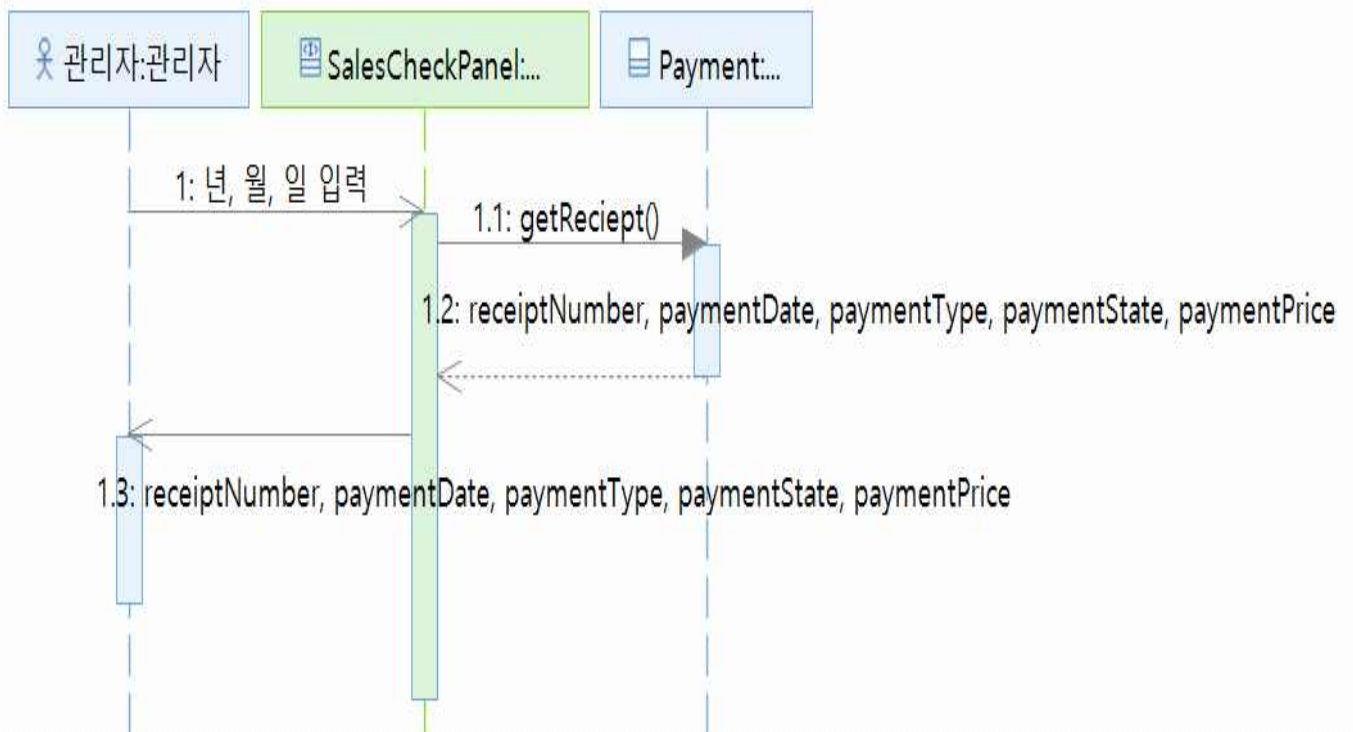 관리자:관리자
SalesCheckPanel:...
Payment:...
1: 년, 월, 일 입력
1.1: getReciept()
1.2: receiptNumber, paymentDate, paymentType, paymentState, paymentPrice
1.3: receiptNumber, paymentDate, paymentType, paymentState, paymentPrice